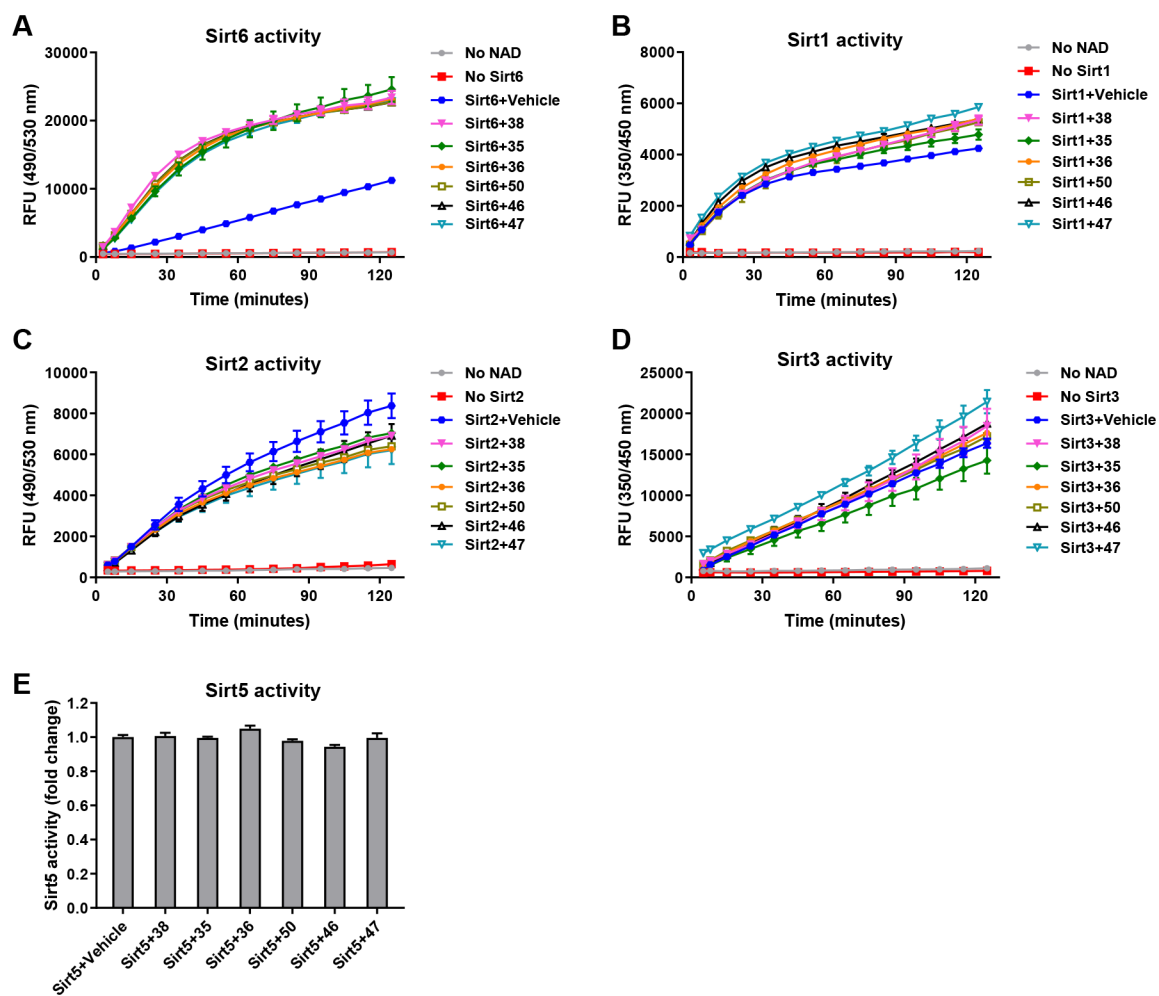 A
Sirt6 activity
RFU (490/530 nm)
30000
20000
10000
0
0 30 60 90 120
Time (minutes)
No NAD
No Sirt6
Sirt6+Vehicle
Sirt6+38
Sirt6+35
Sirt6+36
Sirt6+50
Sirt6+46
Sirt6+47
B
Sirt1 activity
RFU (350/450 nm)
8000
6000
4000
2000
0
0 30 60 90 120
Time (minutes)
No NAD
No Sirt1
Sirt1+Vehicle
Sirt1+38
Sirt1+35
Sirt1+36
Sirt1+50
Sirt1+46
Sirt1+47
C
Sirt2 activity
RFU (490/530 nm)
10000
8000
6000
4000
2000
0
0 30 60 90 120
Time (minutes)
No NAD
No Sirt2
Sirt2+Vehicle
Sirt2+38
Sirt2+35
Sirt2+36
Sirt2+50
Sirt2+46
Sirt2+47
D
Sirt3 activity
RFU (350/450 nm)
25000
20000
15000
10000
5000
0
0 30 60 90 120
Time (minutes)
No NAD
No Sirt3
Sirt3+Vehicle
Sirt3+38
Sirt3+35
Sirt3+36
Sirt3+50
Sirt3+46
Sirt3+47
E
Sirt5 activity
Sirt5 activity (fold change)
1.2
1.0
0.8
0.6
0.4
0.2
0.0
Sirt5+Vehicle
Sirt5+38
Sirt5+35
Sirt5+36
Sirt5+50
Sirt5+46
Sirt5+47